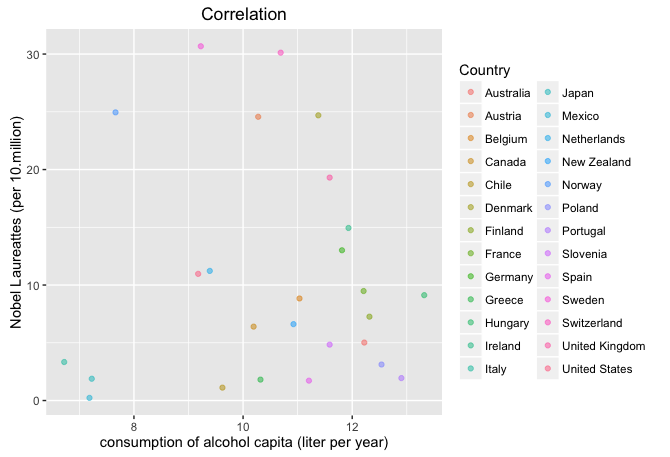 Correlation
Nobel Laureattes (per 10.million)
30
20
10
0
8
10
12
consumption of alcohol capita (liter per year)
Country
Australia
Austria
Belgium
Canada
Chile
Denmark
Finland
France
Germany
Greece
Hungary
Ireland
Italy
Japan
Mexico
Netherlands
New Zealand
Norway
Poland
Portugal
Slovenia
Spain
Sweden
Switzerland
United Kingdom
United States